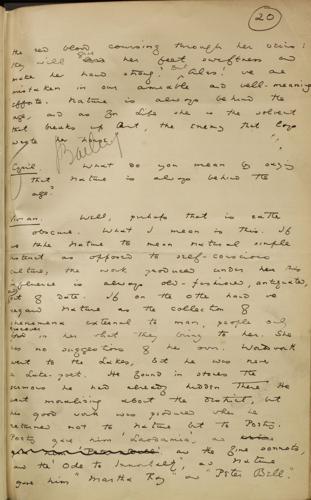 20
the red blood coursing through her veins!
they will give her feet swiftness and
make her hand strong." But, alas! we are
mistaken in our amiable and well-meaning
efforts. Nature is always behind the
age, and as for Life she is the solvent
that breaks up Art, the enemy that lays
waste her house.
Cyril. What do you mean by saying
that Nature is always behind the
age?
Vivian. Well, perhaps that is rather
obscure. What I mean is this. If
we take Nature to mean natural simple
instinct as opposed to self-conscious
culture, the work produced under this
influence is always old-fashioned, antiquated,
and out of date. If on the other hand we
regard Nature as the collection of
phenomena external to man, people only
discover in her what they bring to her. She
has no suggestions of her own. Wordsworth
went to the Lakes, but he was never
a Lake-poet. He found in stones the
sermons he had already hidden there. He
went moralizing about the District, but
his good work was produced when he
returned not to Nature but to Poetry.
Poetry gave him 'Laodamia,' and
the fine sonnets,
and the 'Ode to Immortality,' and Nature
gave him "Martha Ray" and "Peter Bell."